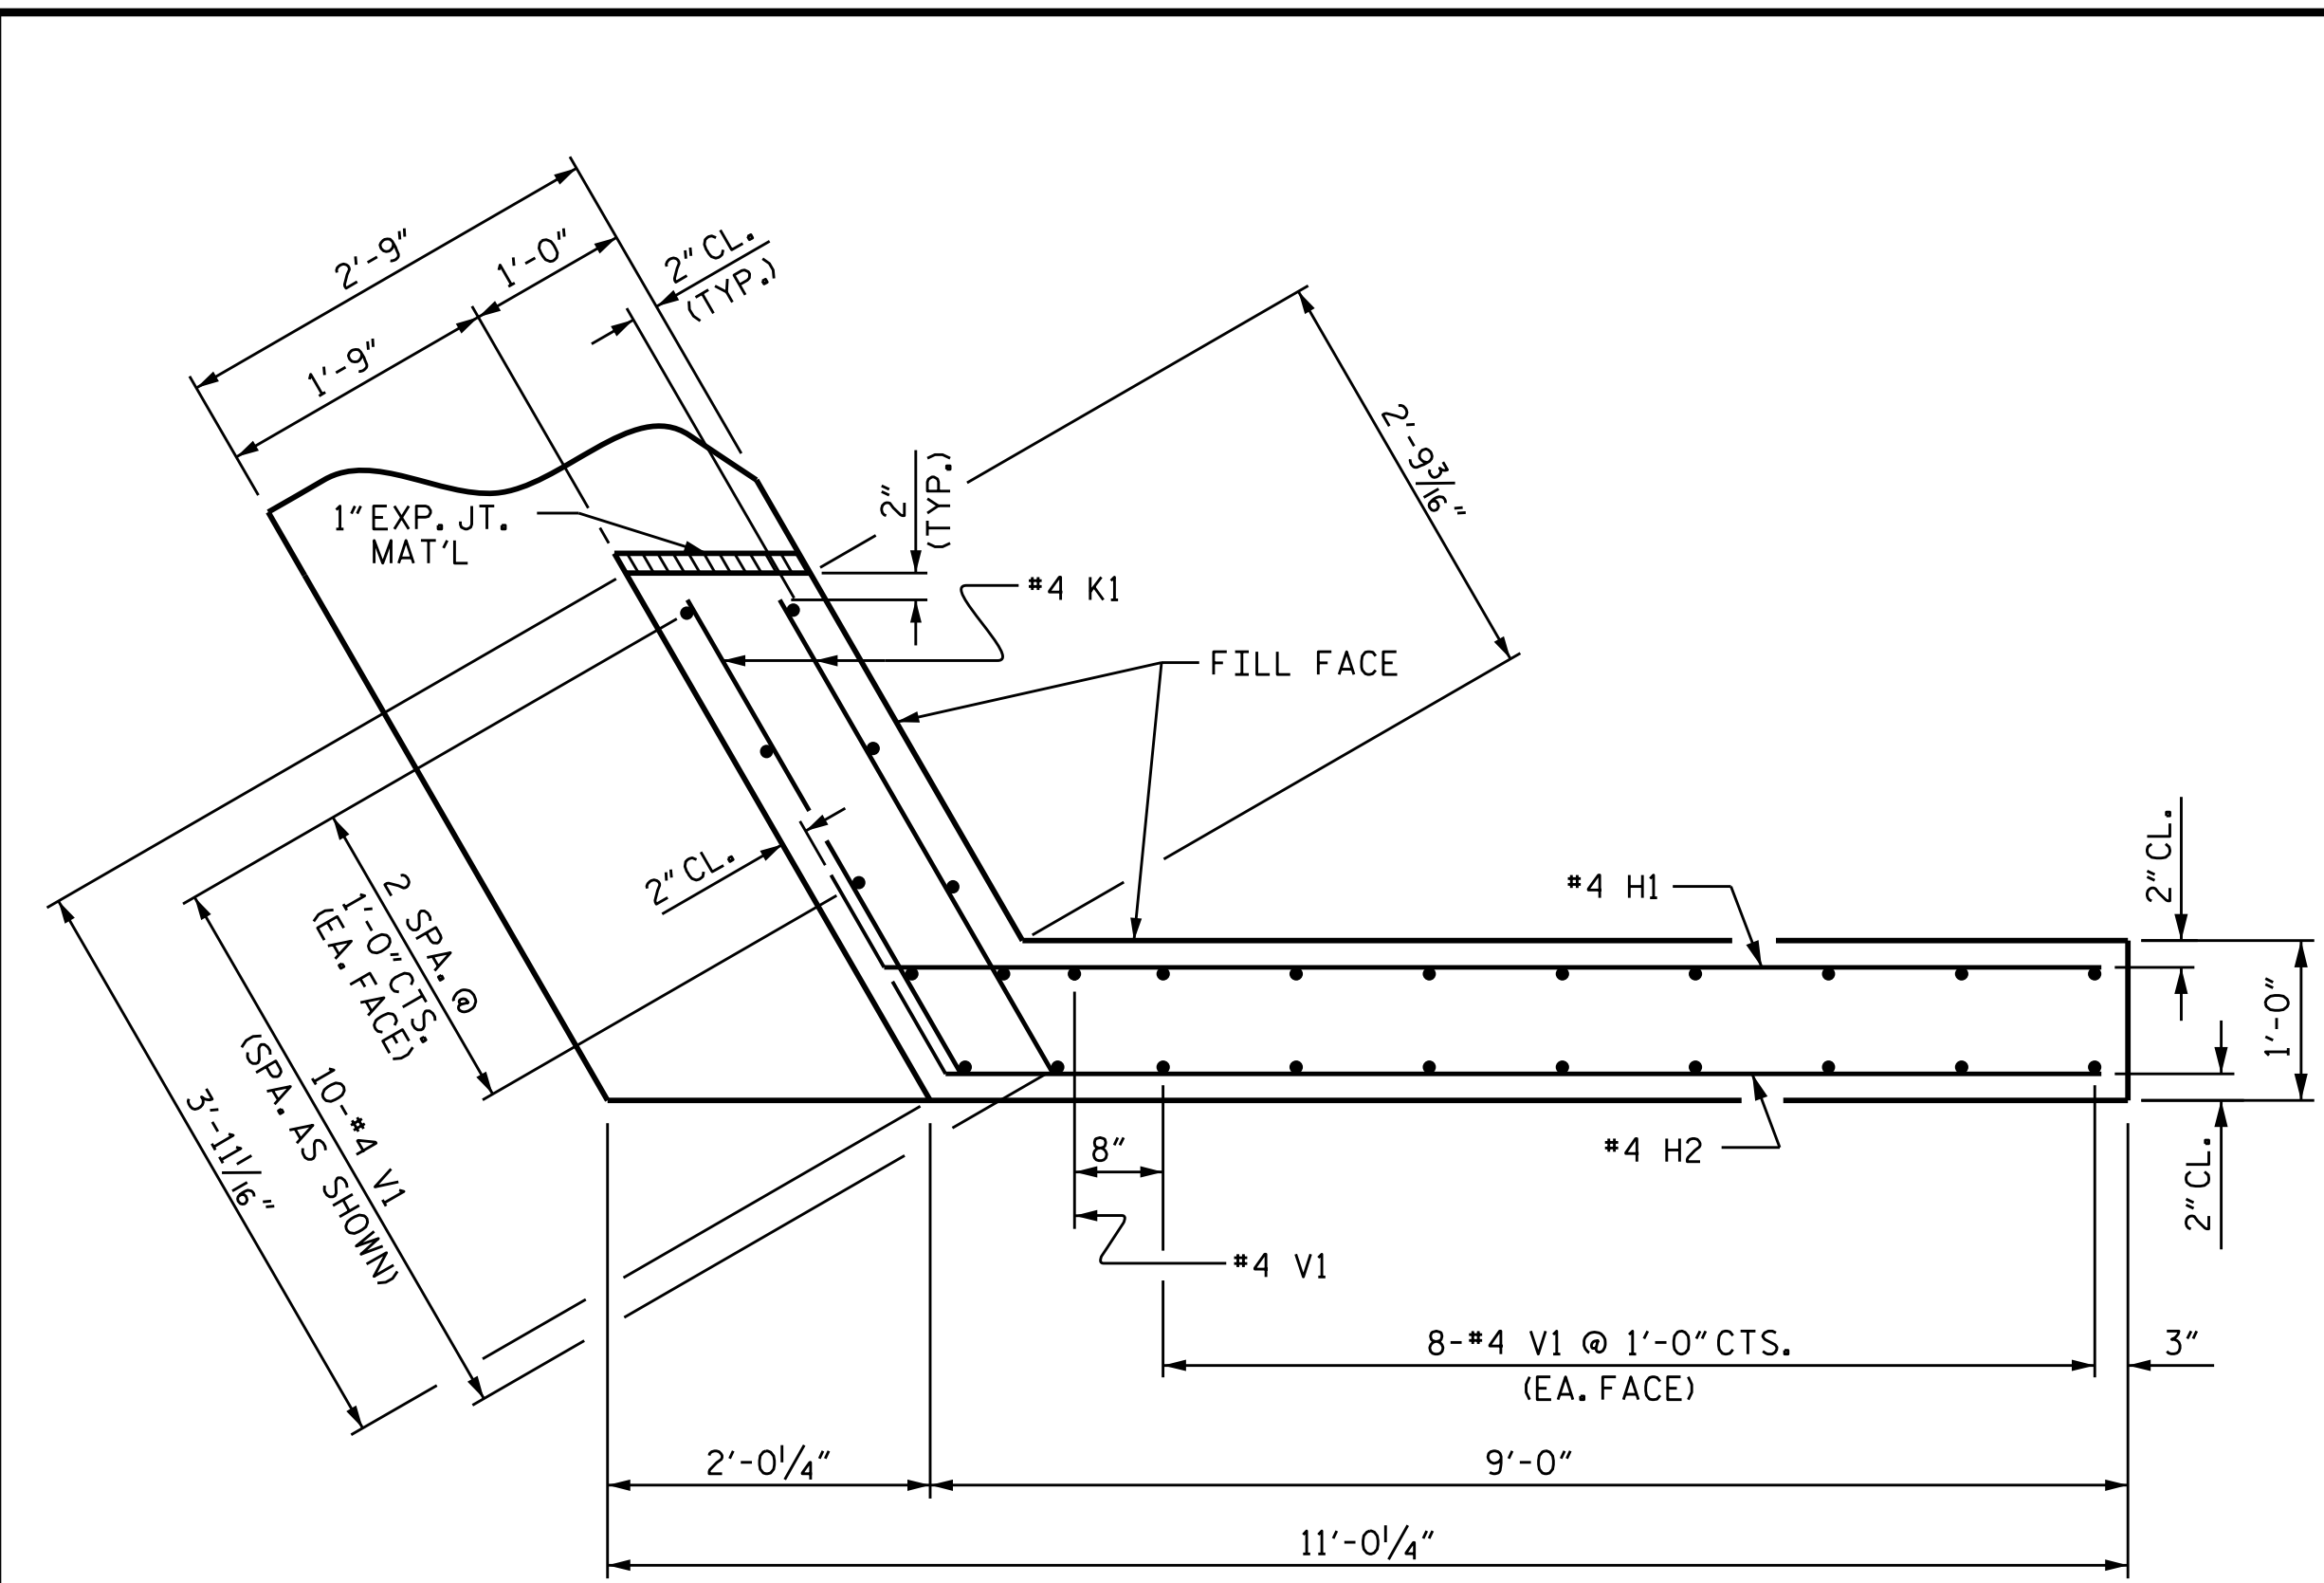 2'-9"
1'-0"
1'-9"
2" CL.
(TYP.)
2'-9 3/16"
1" EXP. JT.
MAT'L
2"
(TYP.)
#4 K1
FILL FACE
2" CL.
#4 H1
2" CL.
1'-0"
2 SPA. @
1'-0" CTS.
(EA. FACE)
10-#4 V1
(SPA. AS SHOWN)
3'-11 1/16"
8"
#4 H2
2" CL.
#4 V1
8-#4 V1 @ 1'-0" CTS.
(EA. FACE)
3"
2'-0 1/4"
9'-0"
11'-0 1/4"